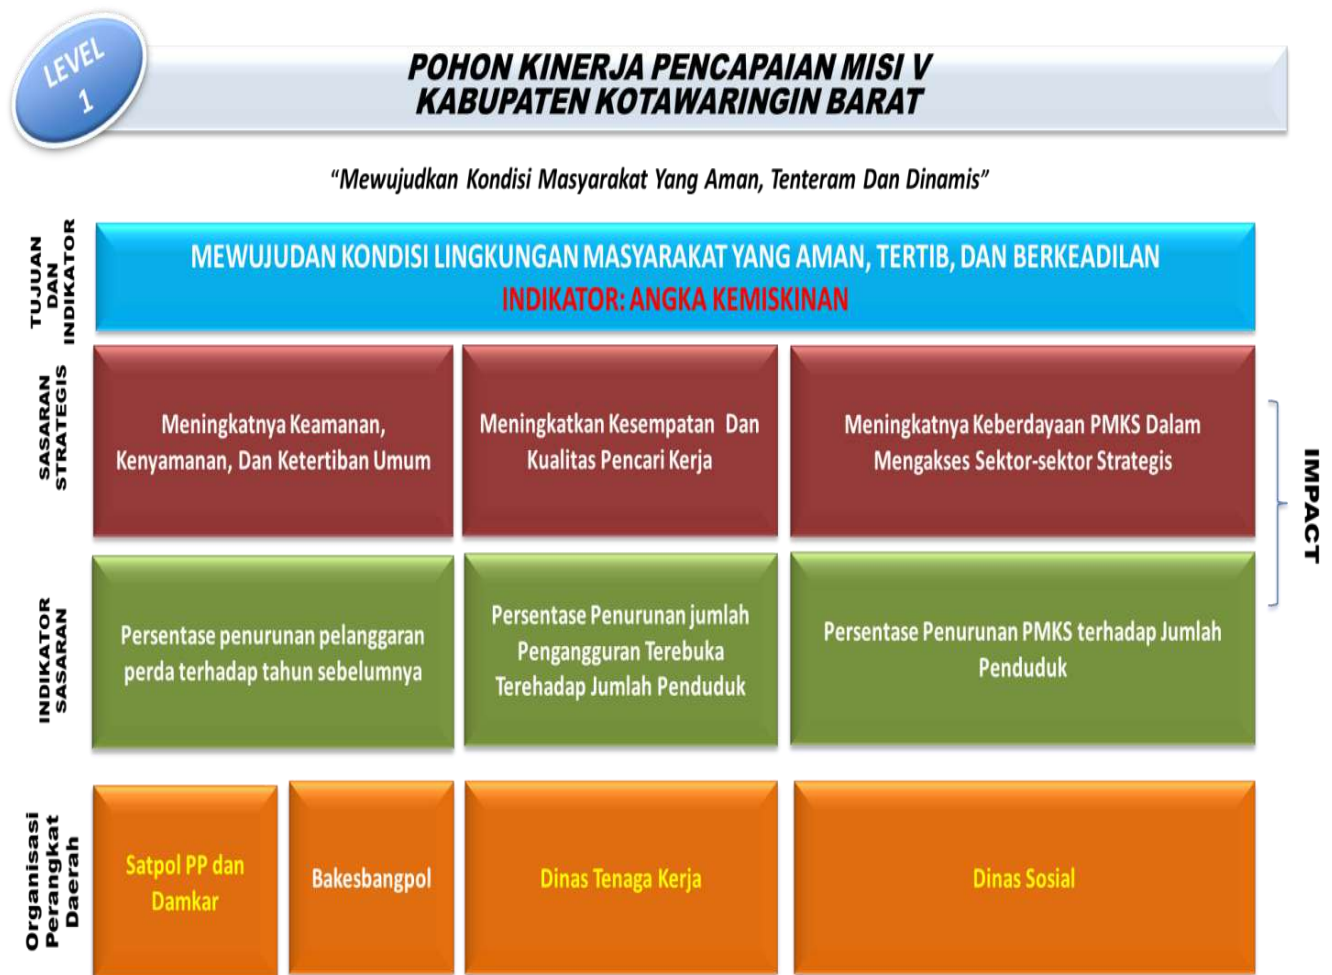 LEVEL
1
POHON KINERJA PENCAPAIAN MISI V
KABUPATEN KOTAWARINGIN BARAT
“Mewujudkan Kondisi Masyarakat Yang Aman, Tenteram Dan Dinamis”
TUJUAN
DAN
INDIKATOR
MEWUJUDAN KONDISI LINGKUNGAN MASYARAKAT YANG AMAN, TERTIB, DAN BERKEADILAN
INDIKATOR: ANGKA KEMISKINAN
SASARAN
STRATEGIS
Meningkatnya Keamanan,
Kenyamanan, Dan Ketertiban Umum
Meningkatkan Kesempatan Dan
Kualitas Pencari Kerja
Meningkatnya Keberdayaan PMKS Dalam
Mengakses Sektor-sektor Strategis
IMPACT
INDIKATOR
SASARAN
Persentase penurunan pelanggaran
perda terhadap tahun sebelumnya
Persentase Penurunan jumlah
Pengangguran Terebuka
Terehadap Jumlah Penduduk
Persentase Penurunan PMKS terhadap Jumlah
Penduduk
Organisasi
Perangkat
Daerah
Satpol PP dan
Damkar
Bakesbangpol
Dinas Tenaga Kerja
Dinas Sosial